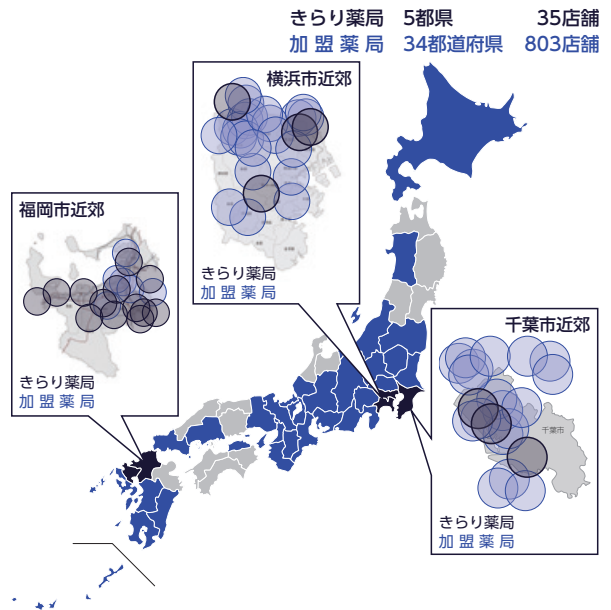 きらり薬局 5都県 35店舗
加盟薬局 34都道府県 803店舗
横浜市近郊
きらり薬局
加盟薬局
福岡市近郊
きらり薬局
加盟薬局
千葉市近郊
千葉市
きらり薬局
加盟薬局